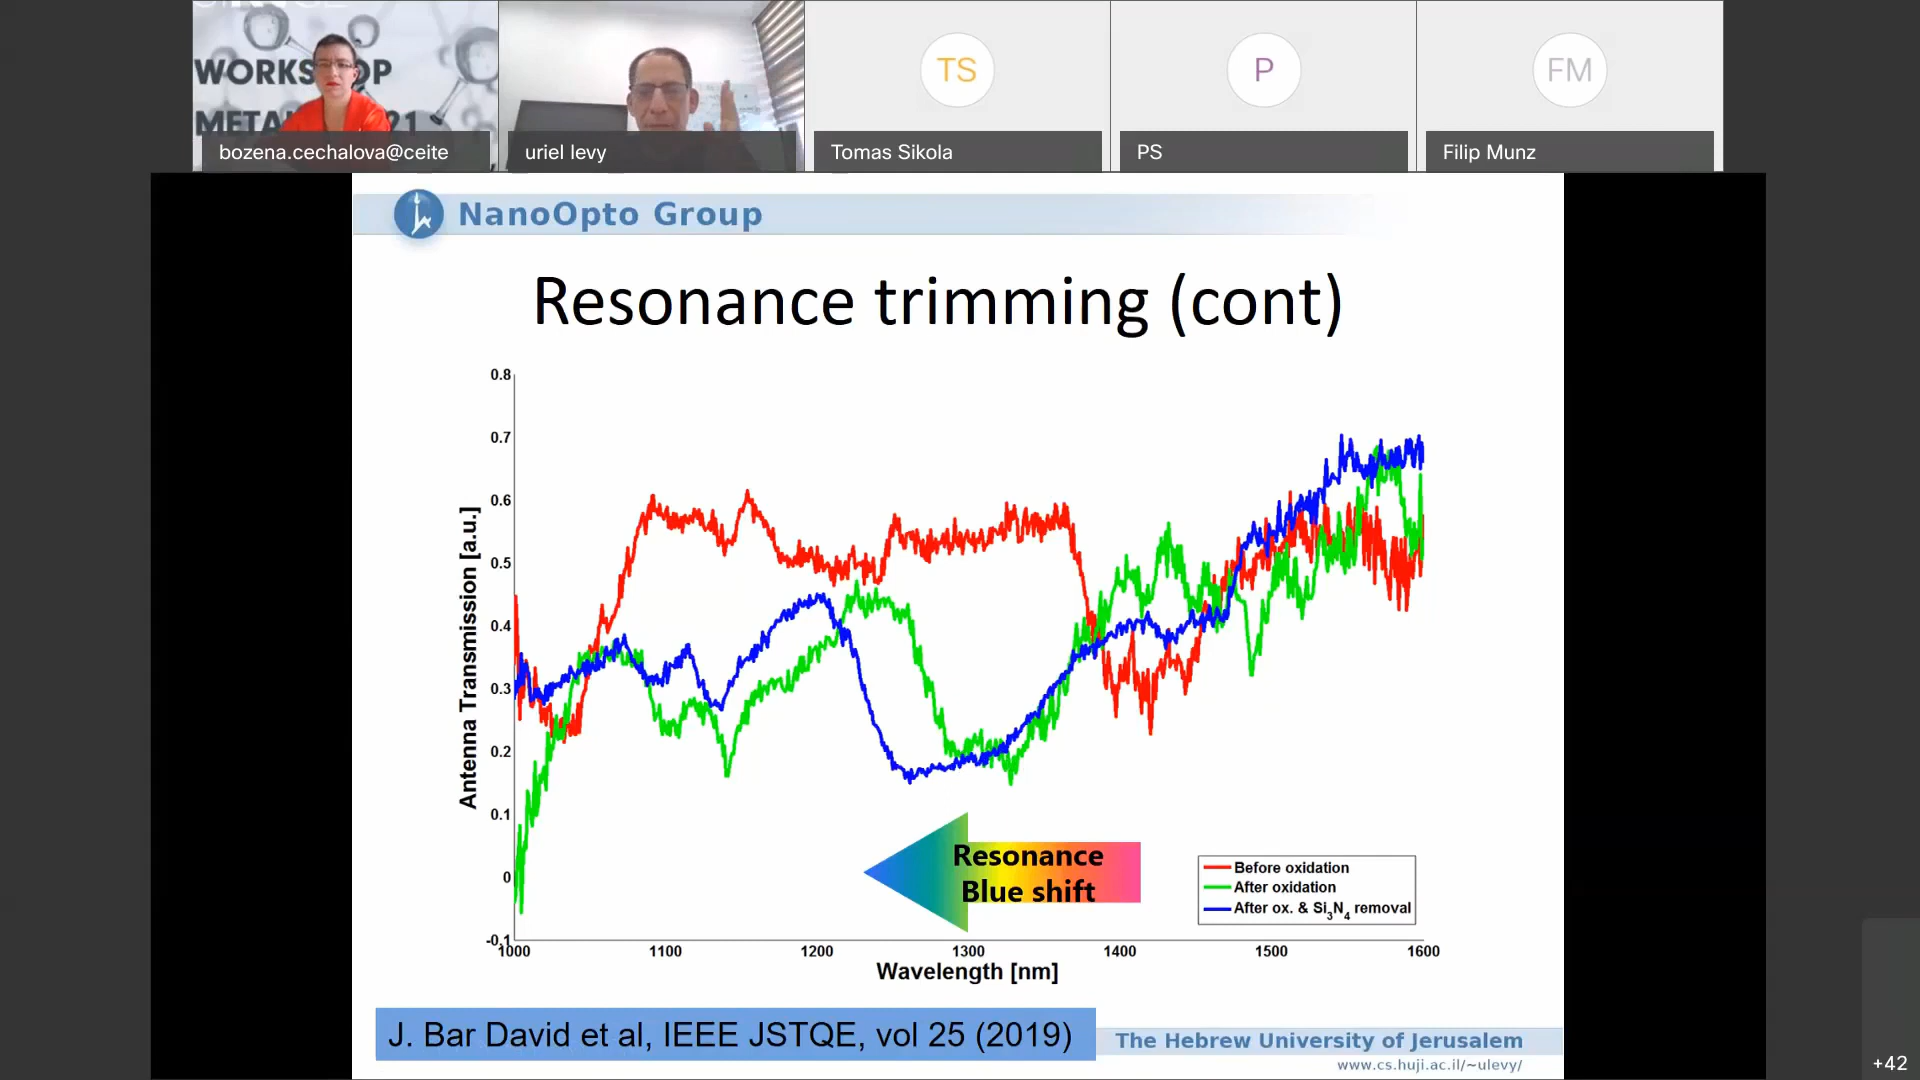 WORKSHOP
bozena.cechalova@ceite
uriel levy
TS
Tomas Sikola
P
PS
FM
Filip Munz
NanoOpto Group
Resonance trimming (cont)
0.8
0.7
0.6
0.5
0.4
0.3
0.2
0.1
0
-0.1
Antenna Transmission [a.u.]
Resonance
Blue shift
Before oxidation
After oxidation
After ox. & Si3N4 removal
1000 1100 1200 1300 1400 1500 1600
Wavelength [nm]
J. Bar David et al, IEEE JSTQE, vol 25 (2019)
The Hebrew University of Jerusalem
www.cs.huji.ac.il/~ulevy/
+42